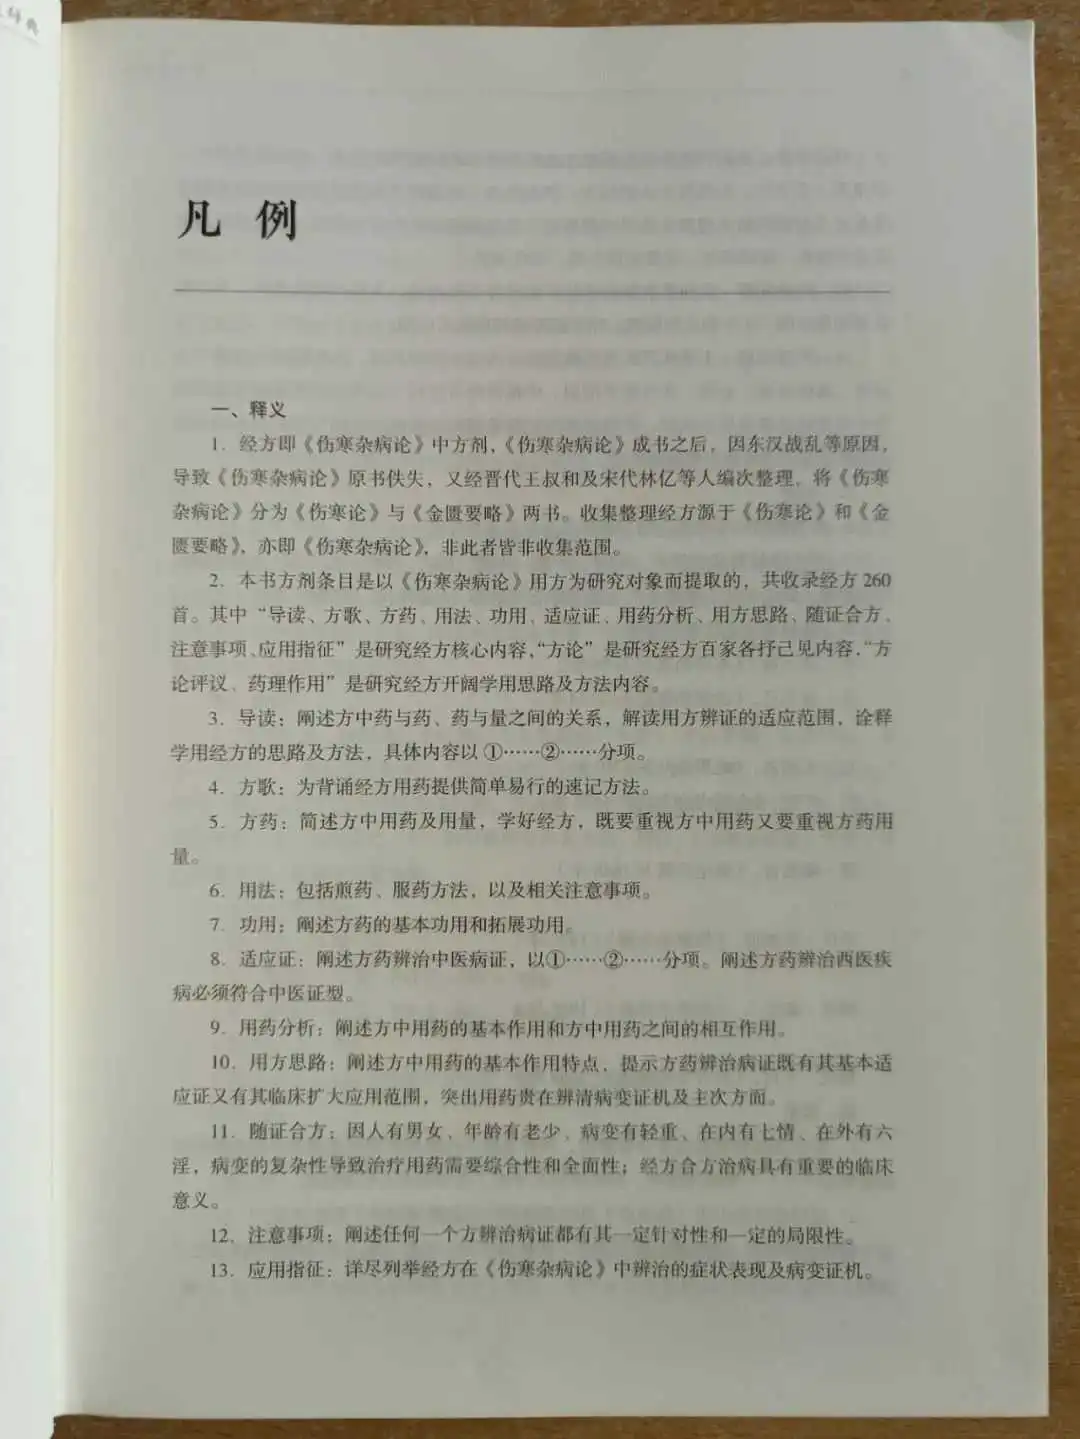 辞典
凡 例
一、释义
1．经方即《伤寒杂病论》中方剂，《伤寒杂病论》成书之后，因东汉战乱等原因，
导致《伤寒杂病论》原书佚失，又经晋代王叔和及宋代林亿等人编次整理，将《伤寒
杂病论》分为《伤寒论》与《金匮要略》两书。收集整理经方源于《伤寒论》和《金
匮要略》，亦即《伤寒杂病论》，非此者皆非收集范围。
2．本书方剂条目是以《伤寒杂病论》用方为研究对象而提取的，共收录经方 260
首。其中“导读、方歌、方药、用法、功用、适应证、用药分析、用方思路、随证合方、
注意事项、应用指征”是研究经方核心内容，“方论”是研究经方百家各抒己见内容，“方
论评议、药理作用”是研究经方开阔学用思路及方法内容。
3．导读：阐述方中药与药、药与量之间的关系，解读用方辨证的适应范围，诠释
学用经方的思路及方法，具体内容以 ①……②……分项。
4．方歌：为背诵经方用药提供简单易行的速记方法。
5．方药：简述方中用药及用量，学好经方，既要重视方中用药又要重视方药用
量。
6．用法：包括煎药、服药方法，以及相关注意事项。
7．功用：阐述方药的基本功用和拓展功用。
8．适应证：阐述方药辨治中医病证，以①……②……分项。阐述方药辨治西医疾
病必须符合中医证型。
9．用药分析：阐述方中用药的基本作用和方中用药之间的相互作用。
10．用方思路：阐述方中用药的基本作用特点，提示方药辨治病证既有其基本适
应证又有其临床扩大应用范围，突出用药贵在辨清病变证机及主次方面。
11．随证合方：因人有男女、年龄有老少、病变有轻重、在内有七情、在外有六
淫，病变的复杂性导致治疗用药需要综合性和全面性；经方合方治病具有重要的临床
意义。
12．注意事项：阐述任何一个方辨治病证都有其一定针对性和一定的局限性。
13．应用指征：详尽列举经方在《伤寒杂病论》中辨治的症状表现及病变证机。